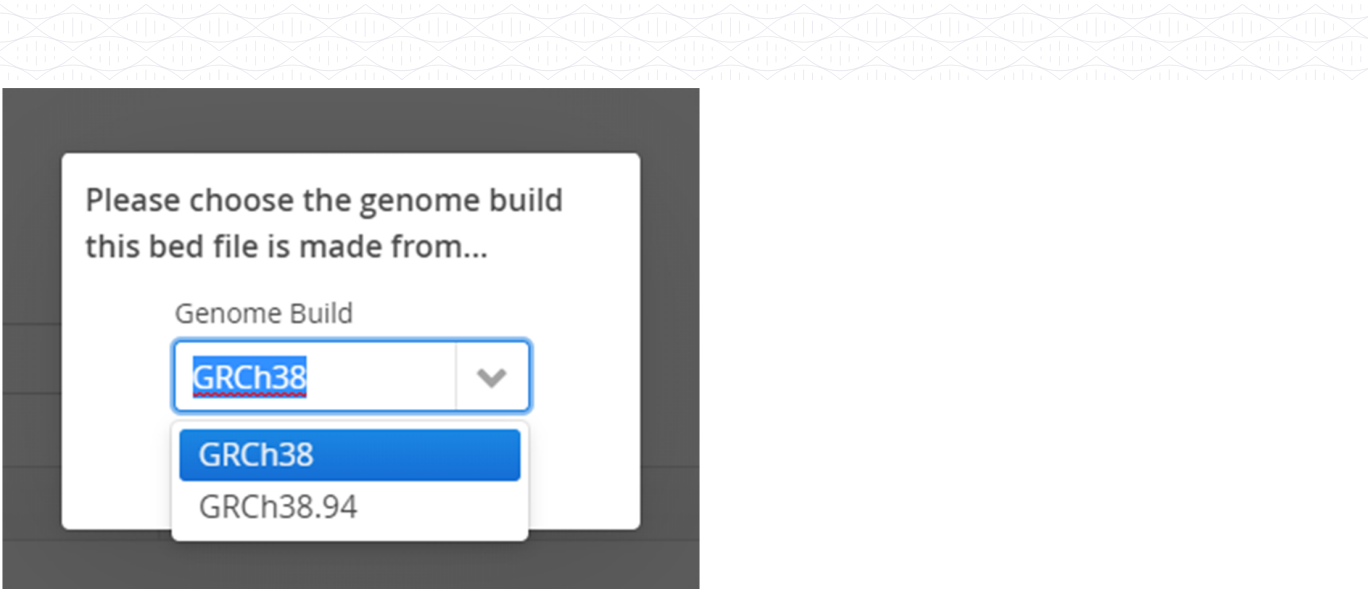 Please choose the genome build
this bed file is made from...
Genome Build
GRCh38
GRCh38
GRCh38.94